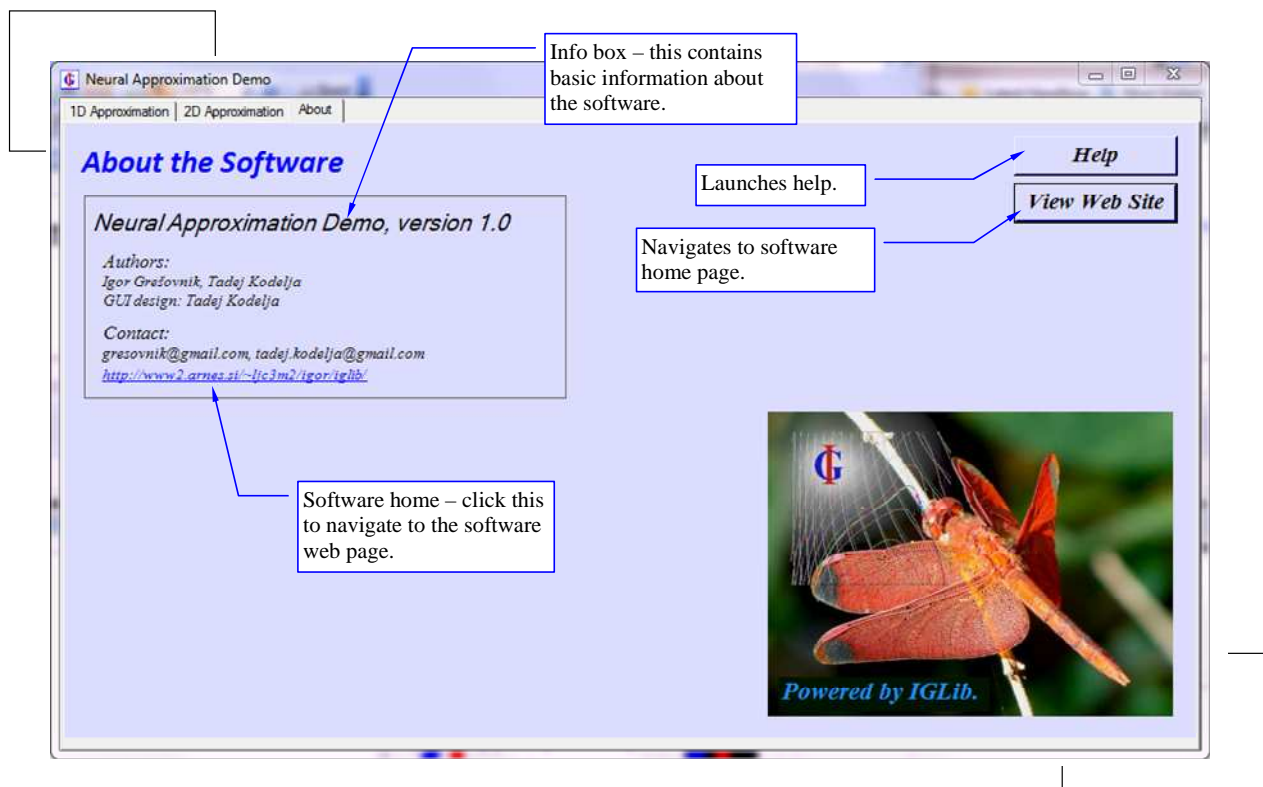 Info box – this contains
basic information about
the software.
Neural Approximation Demo
1D Approximation
2D Approximation
About
About the Software
Help
Launches help.
View Web Site
Neural Approximation Demo, version 1.0
Navigates to software
home page.
Authors:
Igor Grešovnik, Tadej Kodelja
GUI design: Tadej Kodelja
Contact:
gresovnik@gmail.com, tadej.kodelja@gmail.com
http://www2.arnes.si/~ljc3m2/igor/iglib/
IG
Software home – click this
to navigate to the software
web page.
Powered by IGLib.